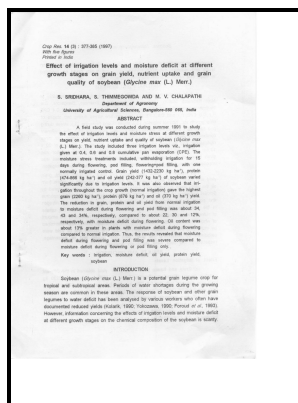 Crop Res. 10 (3) : 377-385 (1997)
With five figures
Printed in India
Effect of irrigation levels and moisture deficit at different
growth stages on grain yield, nutrient uptake and grain
quality of soybean (Glycine max (L.) Merr.)
S. SRIDHARA, S. THIMMEGOWDA AND M. V. CHALAPATHI
Department of Agronomy
University of Agricultural Sciences, Bangalore-560 065, India
ABSTRACT
A field study was conducted during summer 1991 to study
the effect of irrigation levels and moisture stress at different growth
stages on yield, nutrient uptake and quality of soybean (Glycine max
(L.) Merr.). The study included three irrigation levels viz., irrigation
given at 0.4, 0.6 and 0.8 cumulative pan evaporation (CPE). The
moisture stress treatments included, withholding irrigation for 15
days during flowering, pod filling, flowering+pod filling, with one
normally irrigated control. Grain yield (1432-2230 kg ha⁻¹), protein
kg ha⁻¹) and oil yield (242-377 kg ha⁻¹) of soybean varied
significantly due to irrigation levels. It was also observed that irri-
gation throughout the crop growth (normal irrigation) gave the highest
grain (2260 kg ha⁻¹), protein kg ha⁻¹) and oil (370 kg ha⁻¹) yield.
The reduction in grain, protein and oil yield from normal irrigation
to moisture deficit during flowering and pod filling was about 34,
43 and 34%, respectively, compared to about 22, 30 and 12%,
respectively, with moisture deficit during flowering. Oil content was
about 13% greater in plants with moisture deficit during flowering
compared to normal irrigation. Thus, the results revealed that moisture
deficit during flowering and pod filling was severe compared to
moisture deficit during flowering or pod filling only.
Key words : Irrigation, moisture deficit, oil yield, protein yield,
soybean
INTRODUCTION
Soybean (Glycine max (L.) Merr.) is a potential grain legume crop for
tropical and subtropical areas. Periods of water shortages during the growing
season are common in these areas. The response of soybean and other grain
legumes to water deficit has been analysed by various workers who often have
documented reduced yields (Kolarik, 1990; Yokozawa, 1990; Foroud et al., 1993).
However, information concerning the effects of irrigation levels and moisture deficit
at different growth stages on the chemical composition of the soybean is scanty.